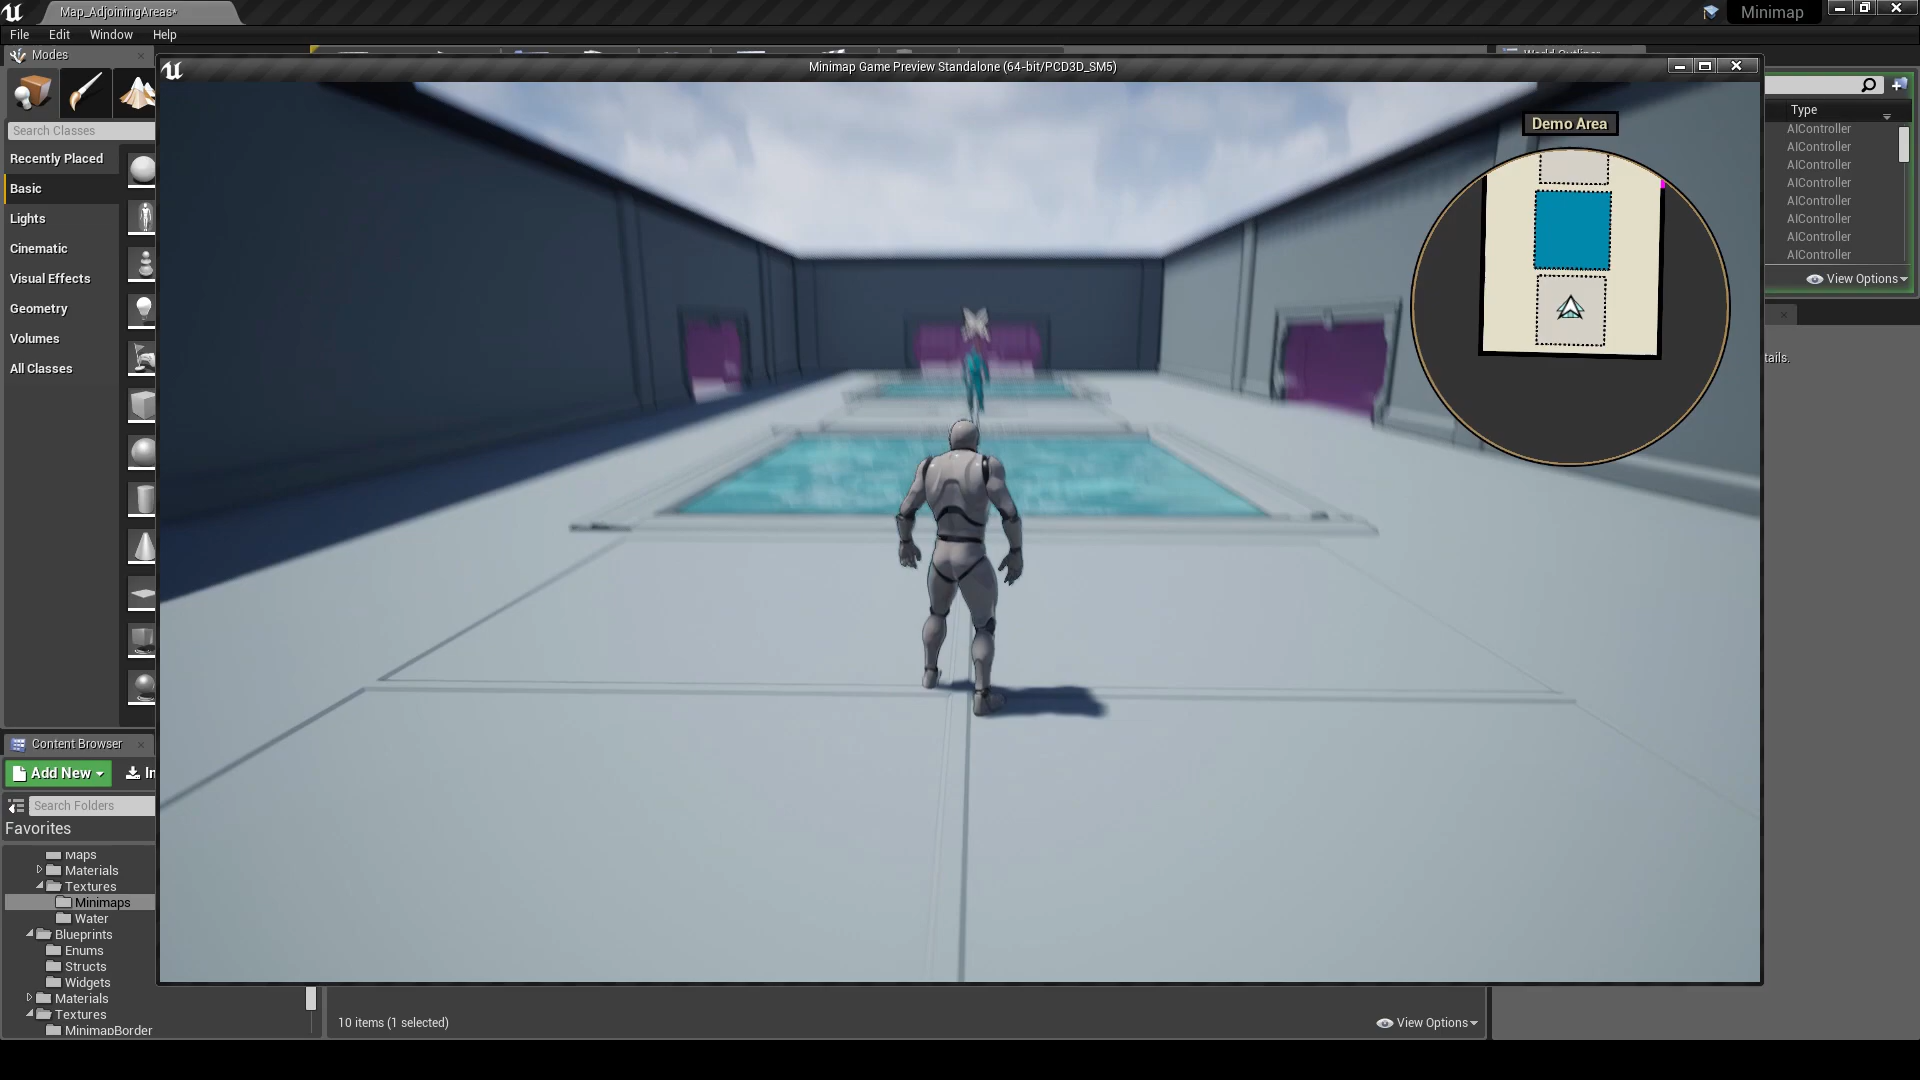 Map_AdjoiningAreas*
Minimap
File Edit Window Help
Modes
Minimap Game Preview Standalone (64-bit/PCD3D_SM5)
Search Classes
Recently Placed
Basic
Lights
Cinematic
Visual Effects
Geometry
Volumes
All Classes
Demo Area
Type
AIController
AIController
AIController
AIController
AIController
AIController
AIController
AIController
View Options
tails.
Content Browser
Add New
Search Folders
Favorites
Maps
Materials
Textures
Minimaps
Water
Blueprints
Enums
Structs
Widgets
Materials
Textures
MinimapBorder
10 items (1 selected)
View Options